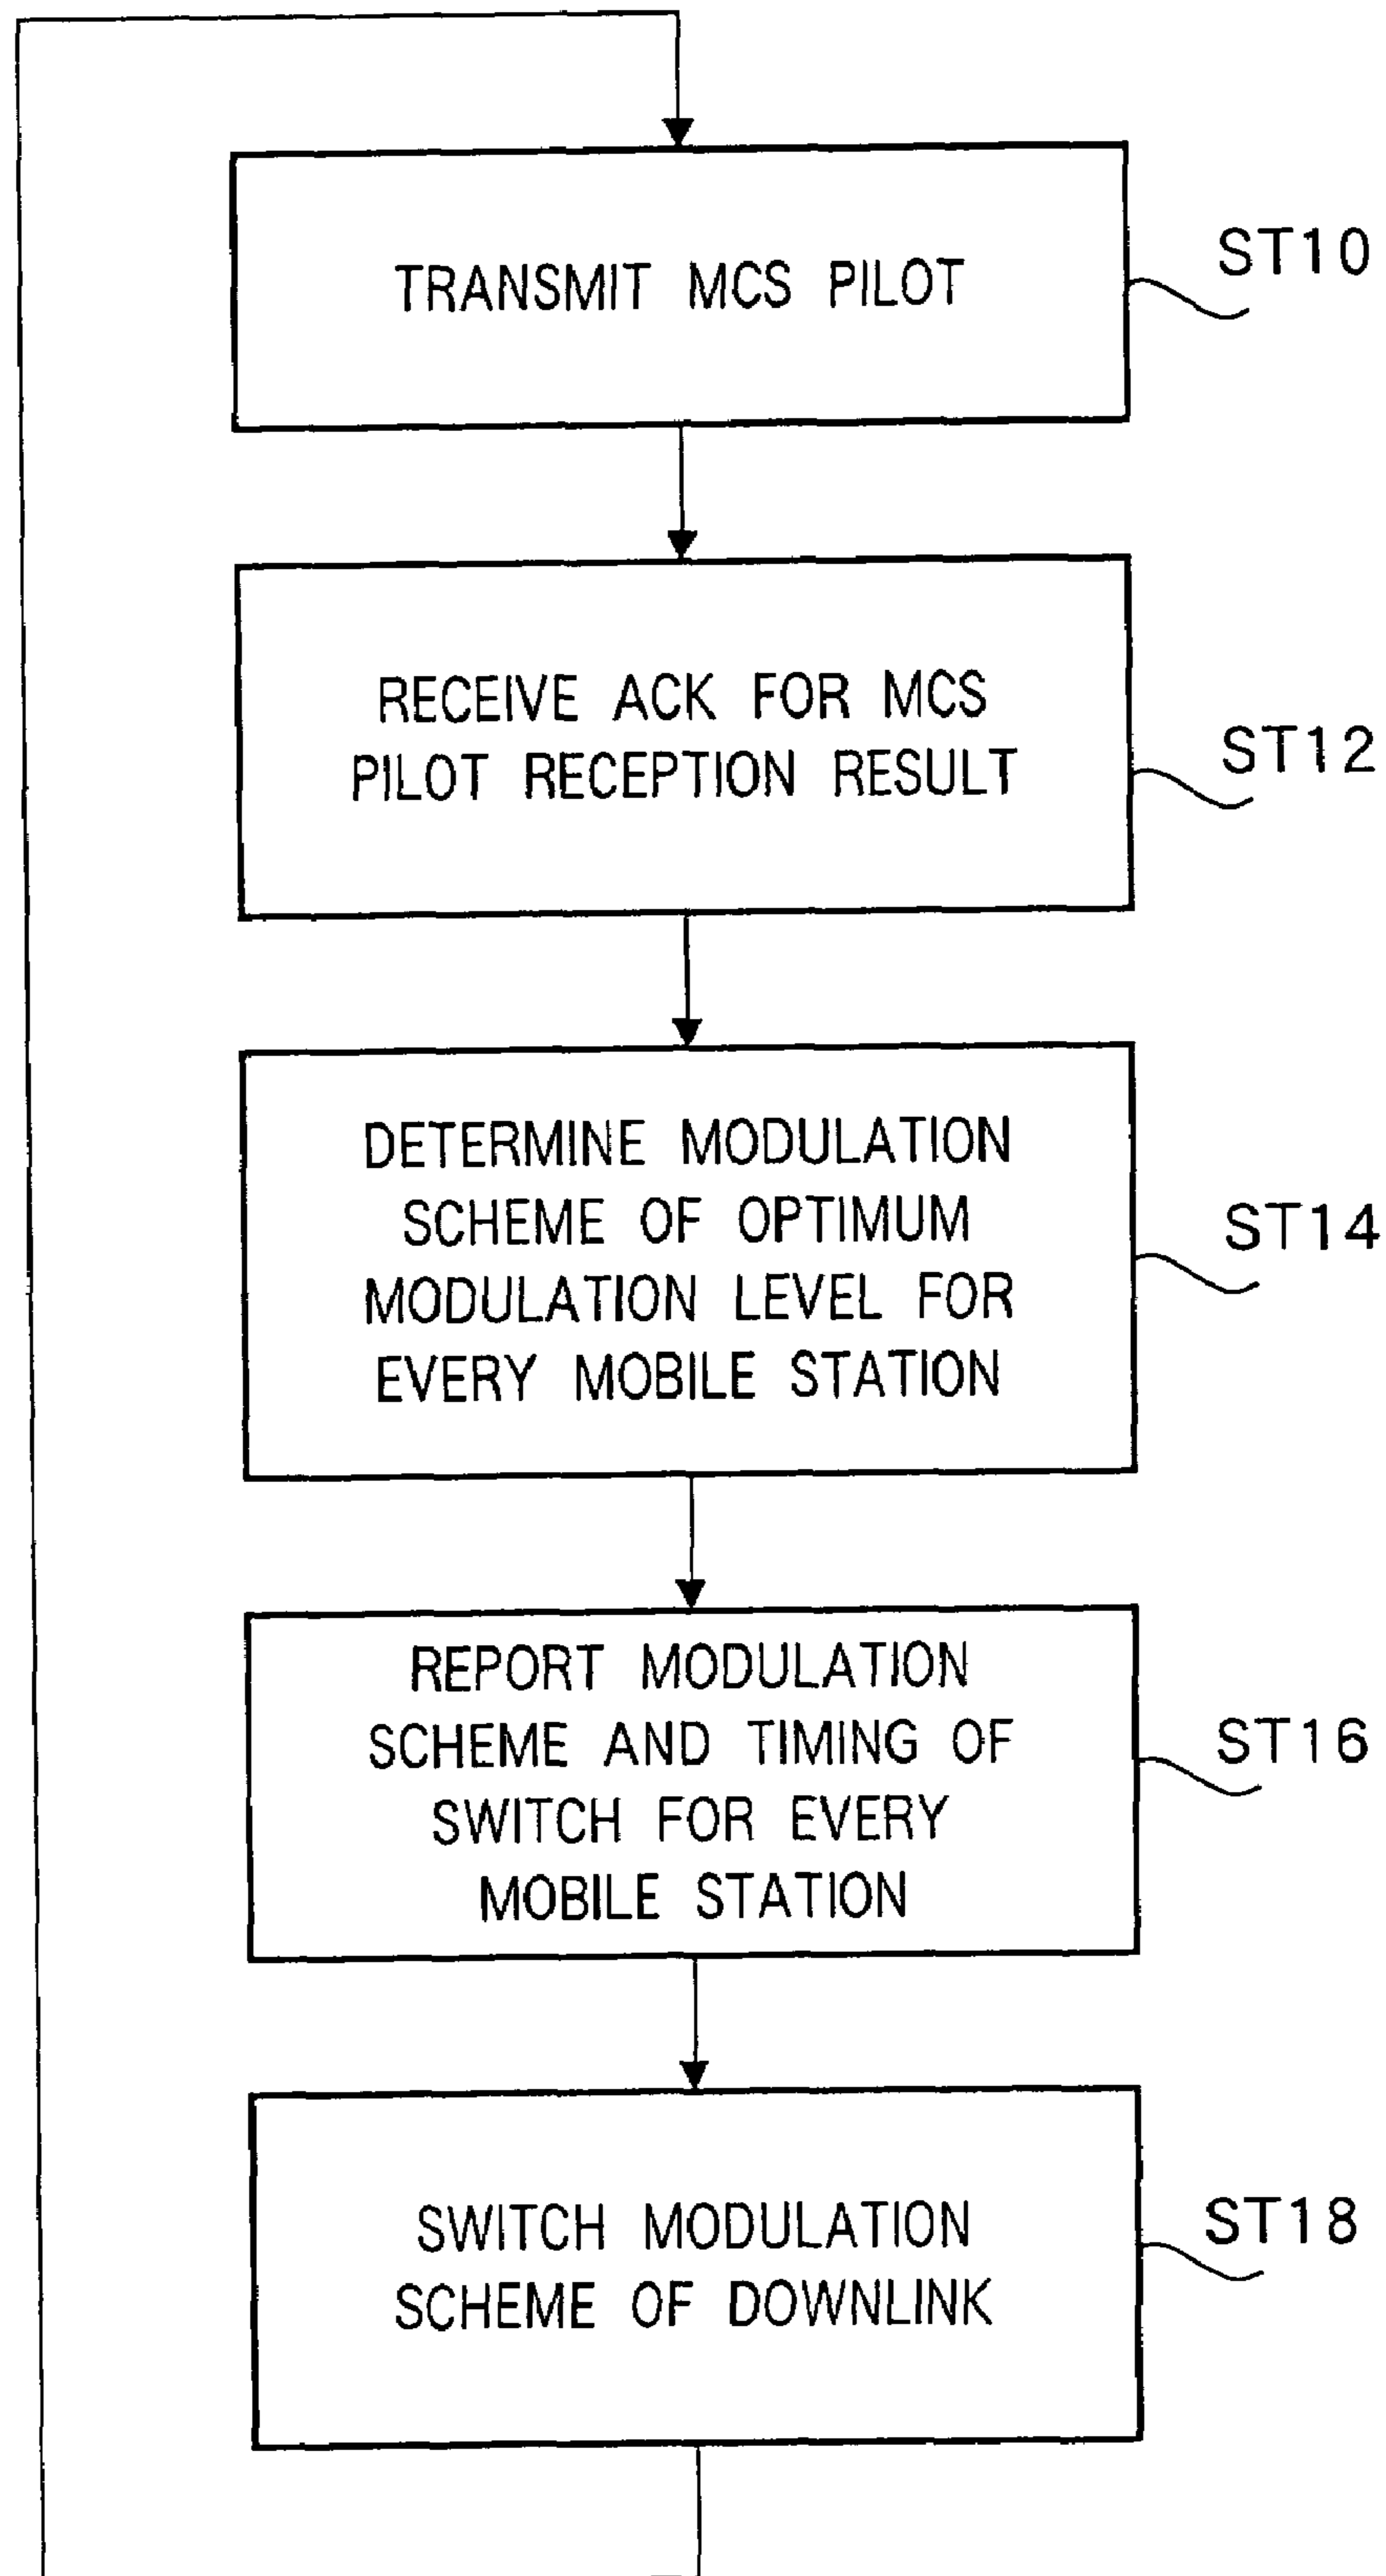 TRANSMIT MCS PILOT
ST10
RECEIVE ACK FOR MCS
PILOT RECEPTION RESULT
ST12
DETERMINE MODULATION
SCHEME OF OPTIMUM
MODULATION LEVEL FOR
EVERY MOBILE STATION
ST14
REPORT MODULATION
SCHEME AND TIMING OF
SWITCH FOR EVERY
MOBILE STATION
ST16
SWITCH MODULATION
SCHEME OF DOWNLINK
ST18